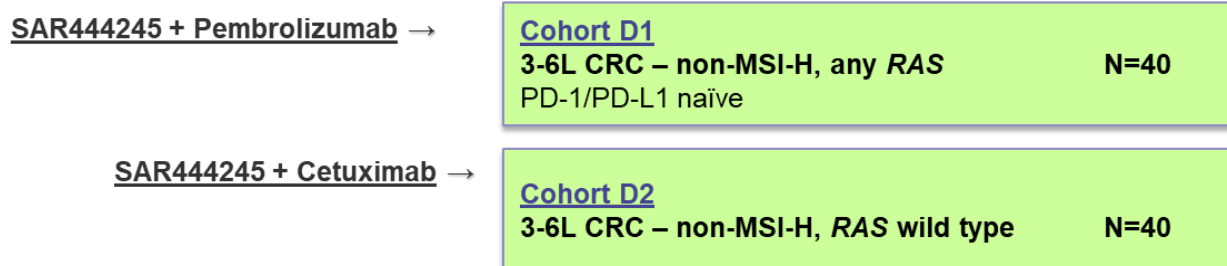 SAR444245 + Pembrolizumab →
Cohort D1
3-6L CRC – non-MSI-H, any RAS N=40
PD-1/PD-L1 naïve
SAR444245 + Cetuximab →
Cohort D2
3-6L CRC – non-MSI-H, RAS wild type N=40